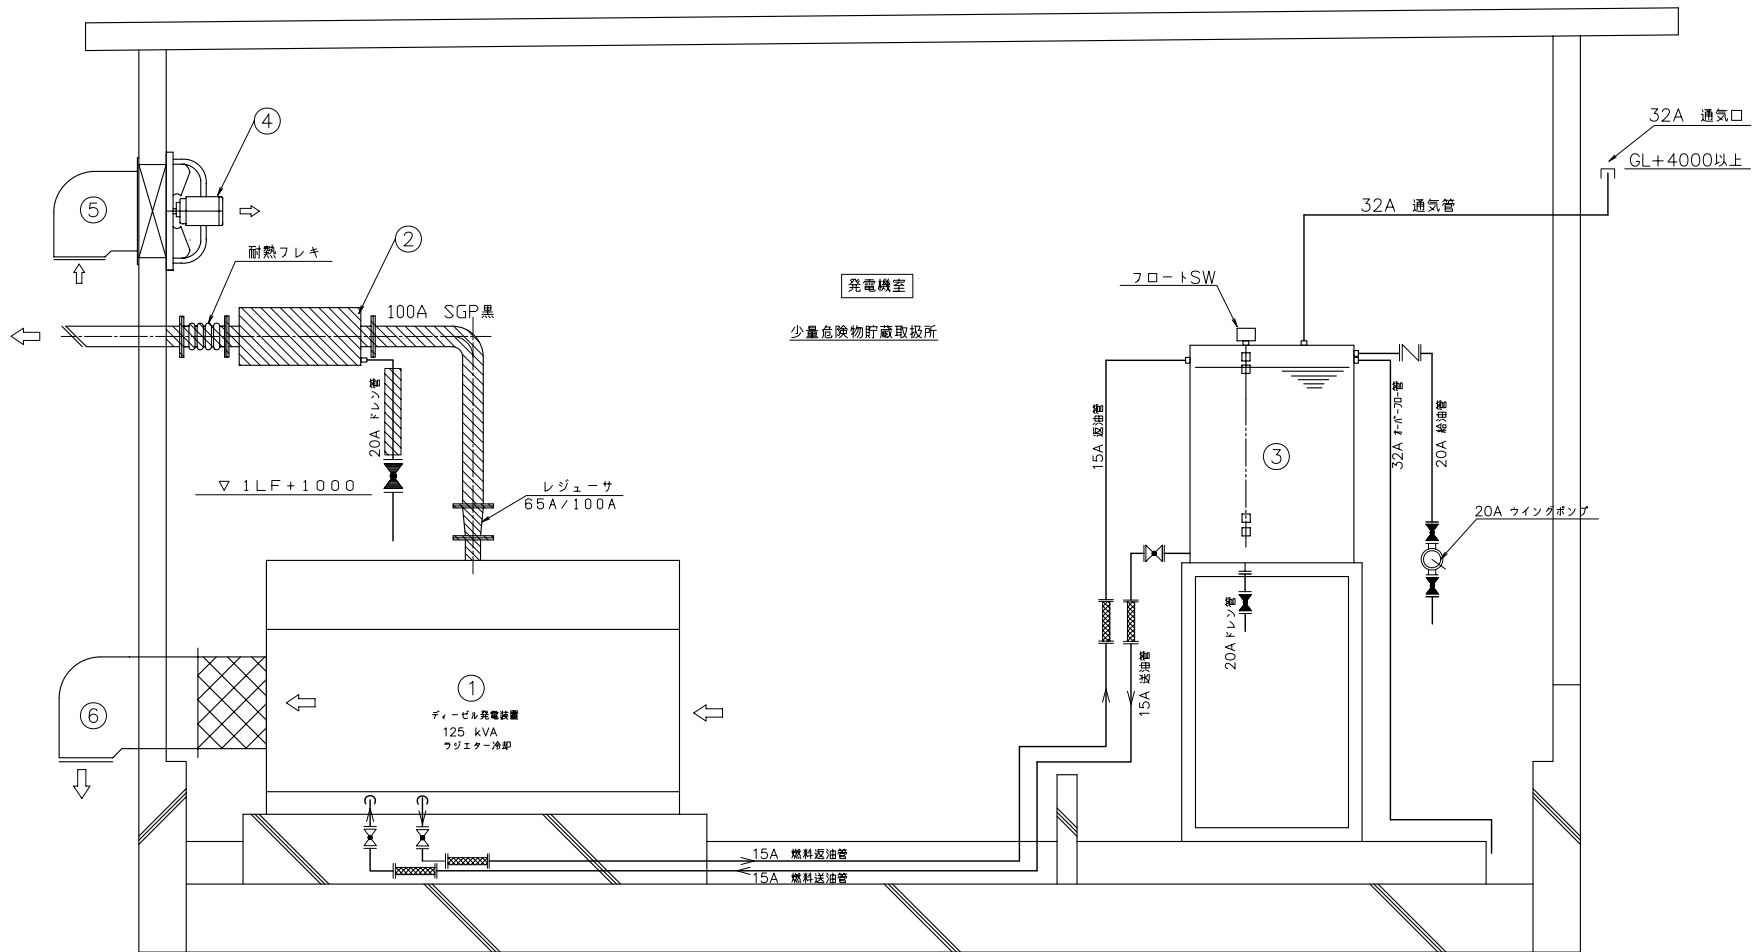 32A 通気口
GL+4000以上
④
⑤
32A 通気管
②
耐熱フレキ
発電機室
フロートSW
100A SGP黒
少量危険物貯蔵取扱所
20A ドレン管
15A 返油管
③
32A オーバーフロー管
20A 給油管
▽ 1LF+1000
レジューサ
65A/100A
20A ウイングポンプ
20Aドレン管
15A 送油管
①
ディーゼル発電装置
125 kVA
ラジエター冷却
⑥
15A 燃料返油管
15A 燃料送油管